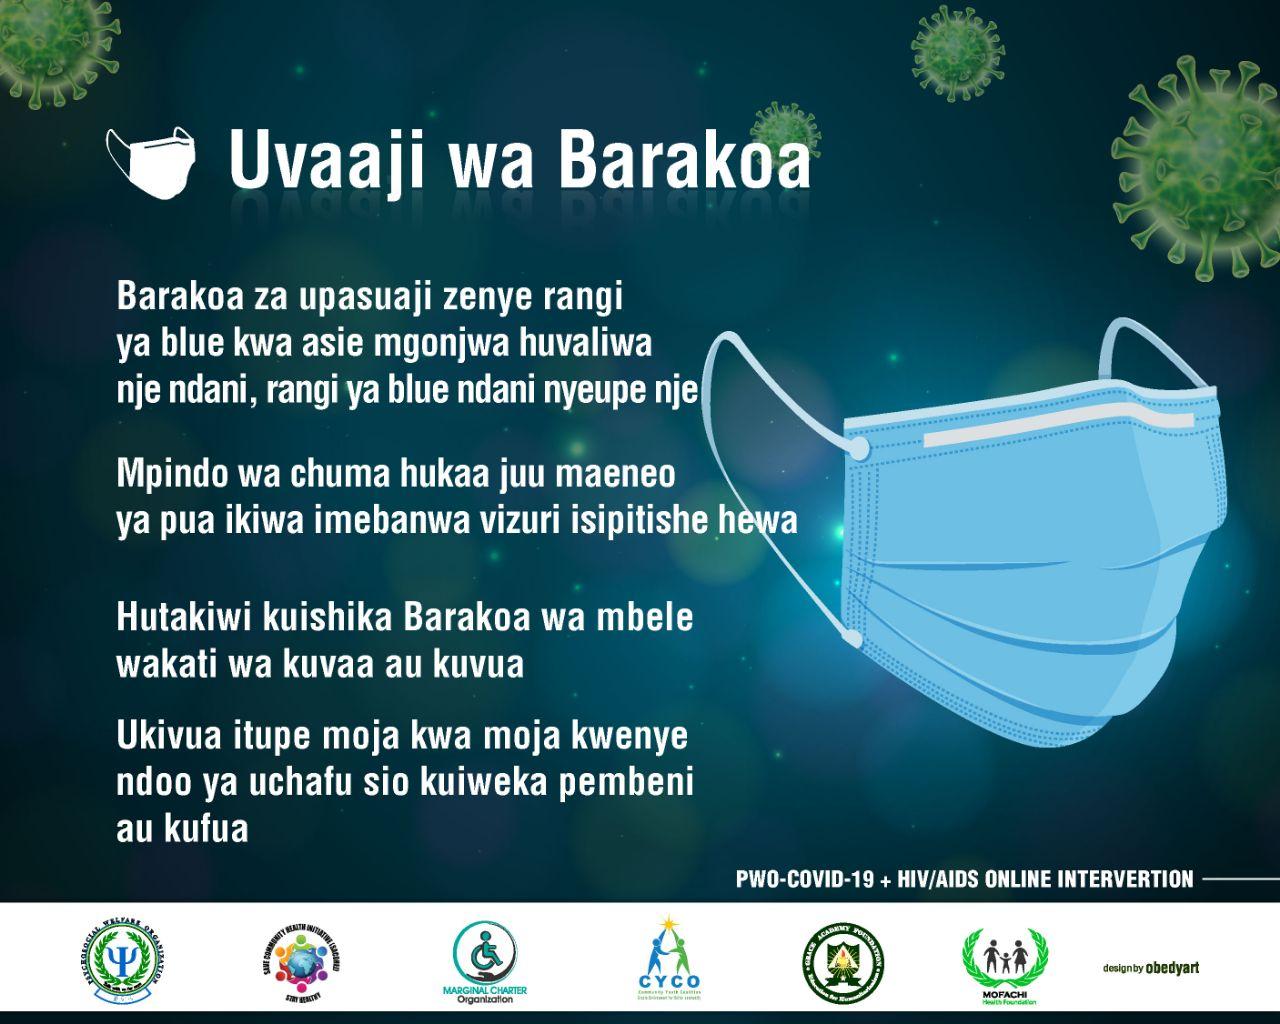 Uvaaji wa Barakoa
Barakoa za upasuaji zenye rangi
ya blue kwa asie mgonjwa huvaliwa
nje ndani, rangi ya blue ndani nyeupe nje
Mpindo wa chuma hukaa juu maeneo
ya pua ikiwa imebanwa vizuri isipitishe hewa
Hutakiwi kuishika Barakoa wa mbele
wakati wa kuvaa au kuvua
Ukivua itupe moja kwa moja kwenye
ndoo ya uchafu sio kuiweka pembeni
au kufua
PWO-COVID-19 + HIV/AIDS ONLINE INTERVERTION
PSYCHOSOCIAL WELFARE ORGANIZATION
SAVE COMMUNITY HEALTH INITIATIVE
STAY HEALTHY
MARGINAL CHARTER
Organization
CYCO
Community Youth Coalition
GRACE ACADEMY FOUNDATION
MOFACHI
Health Foundation
design by obedyart